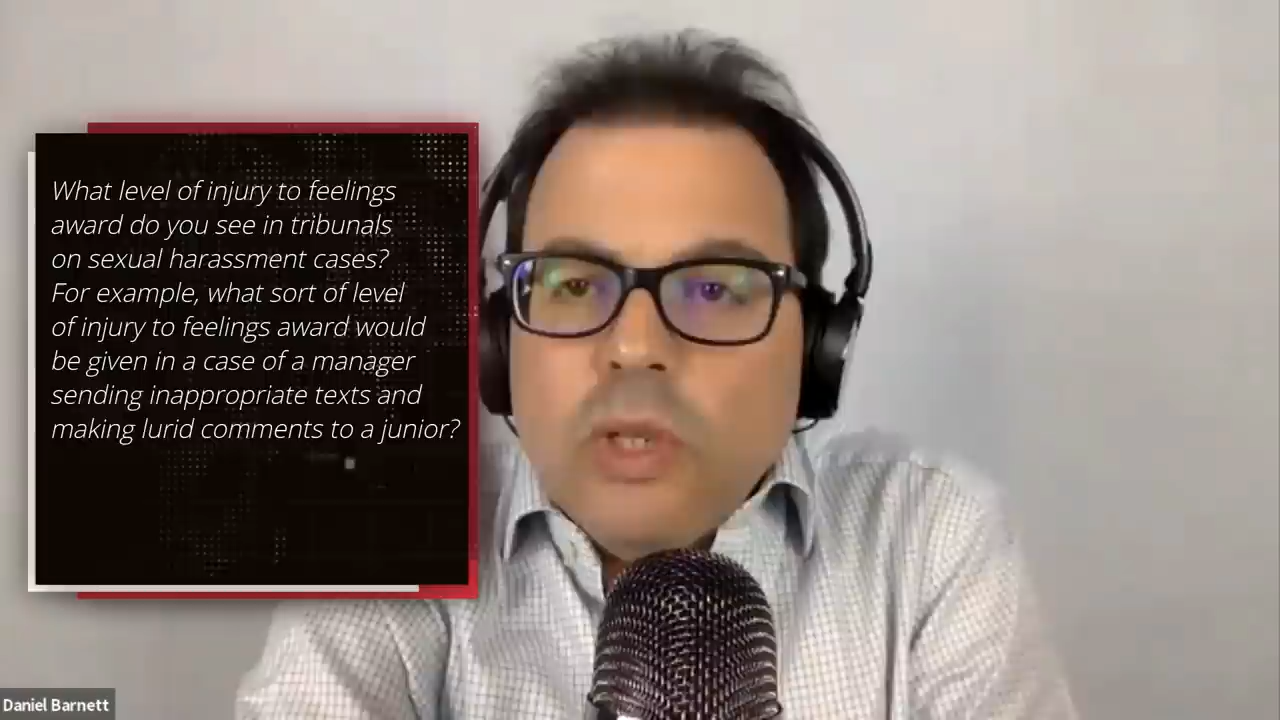 What level of injury to feelings
award do you see in tribunals
on sexual harassment cases?
For example, what sort of level
of injury to feelings award would
be given in a case of a manager
sending inappropriate texts and
making lurid comments to a junior?
Daniel Barnett